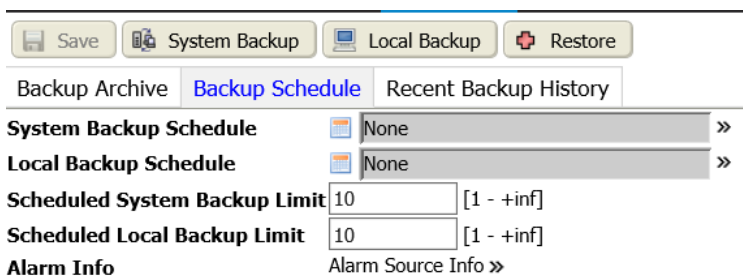 Save System Backup Local Backup Restore
Backup Archive Backup Schedule Recent Backup History
System Backup Schedule None »
Local Backup Schedule None »
Scheduled System Backup Limit 10 [1 - +inf]
Scheduled Local Backup Limit 10 [1 - +inf]
Alarm Info Alarm Source Info »